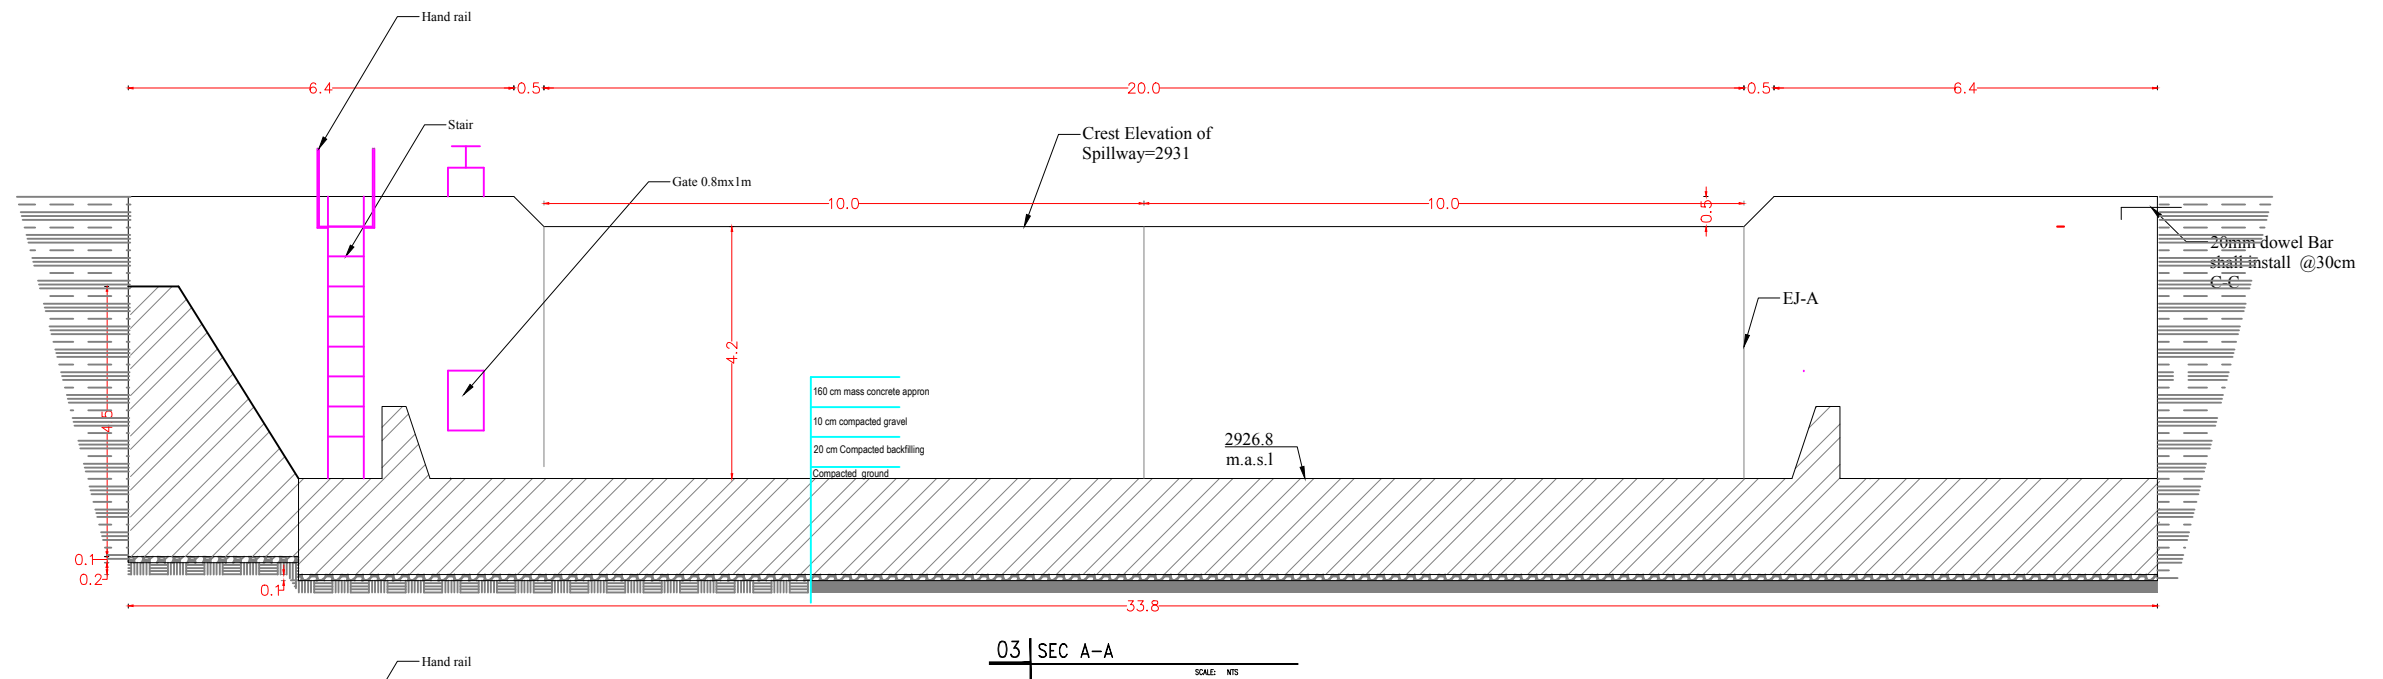 Hand rail
6.4
0.5
20.0
0.5
6.4
Stair
Crest Elevation of
Spillway=2931
Gate 0.8mx1m
10.0
10.0
0.5
20mm dowel Bar
shall install @30cm
C-C
EJ-A
4.2
160 cm mass concrete appron
10 cm compacted gravel
20 cm Compacted backfilling
Compacted ground
4.5
2926.8
m.a.s.l
0.1
0.2
0.1
33.8
03 SEC A-A
SCALE: NTS
Hand rail